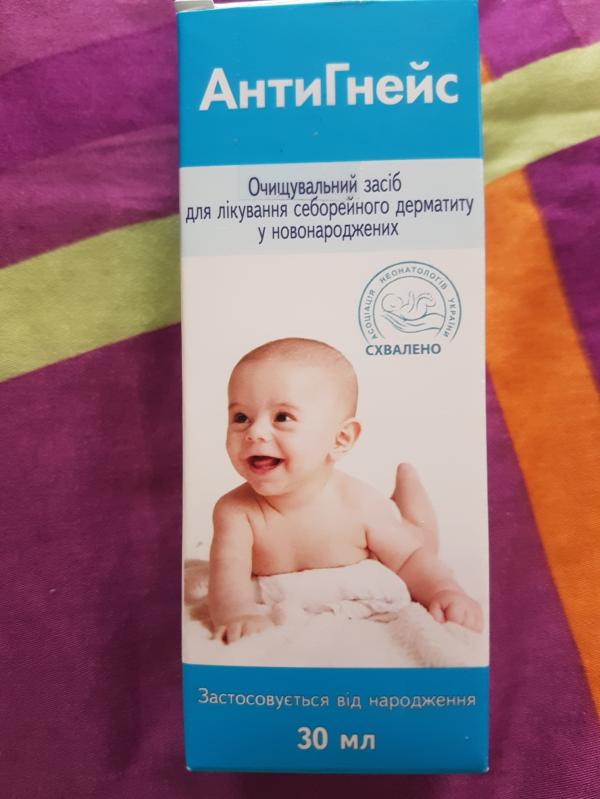 АнтиГнейс
Очищувальний засіб
для лікування себорейного дерматиту
у новонароджених
АСОЦІАЦІЯ НЕОНАТОЛОГІВ УКРАЇНИ
СХВАЛЕНО
Застосовується від народження
30 мл